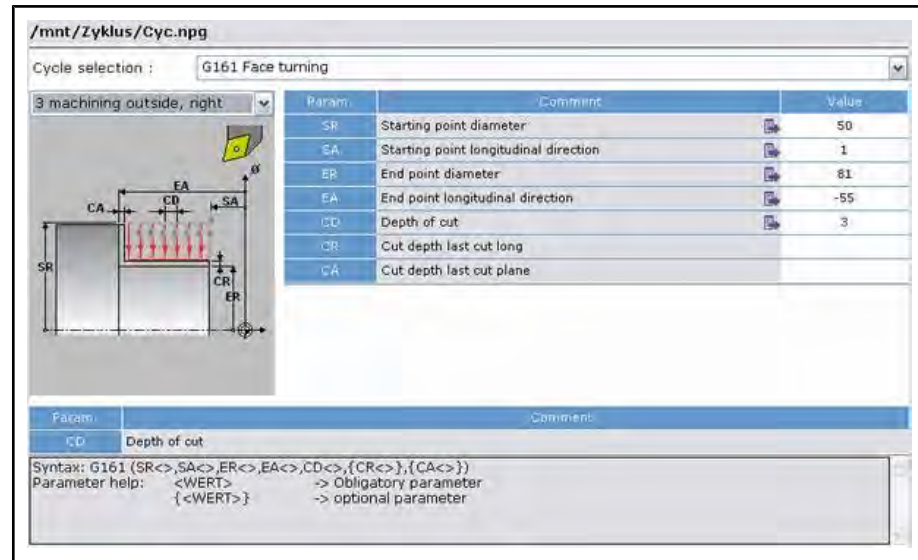 /mnt/Zyklus/Cyc.npg
Cycle selection : G161 Face turning
3 machining outside, right
Ø
EA
CA CD SA
SR
CR
ER
Param. Comment Value
SR Starting point diameter 50
SA Starting point longitudinal direction 1
ER End point diameter 81
EA End point longitudinal direction -55
CD Depth of cut 3
CR Cut depth last cut long
CA Cut depth last cut plane
Param. Comment
CD Depth of cut
Syntax: G161 (SR<>,SA<>,ER<>,EA<>,CD<>,{CR<>},{CA<>})
Parameter help: <WERT> -> Obligatory parameter
{<WERT>} -> optional parameter